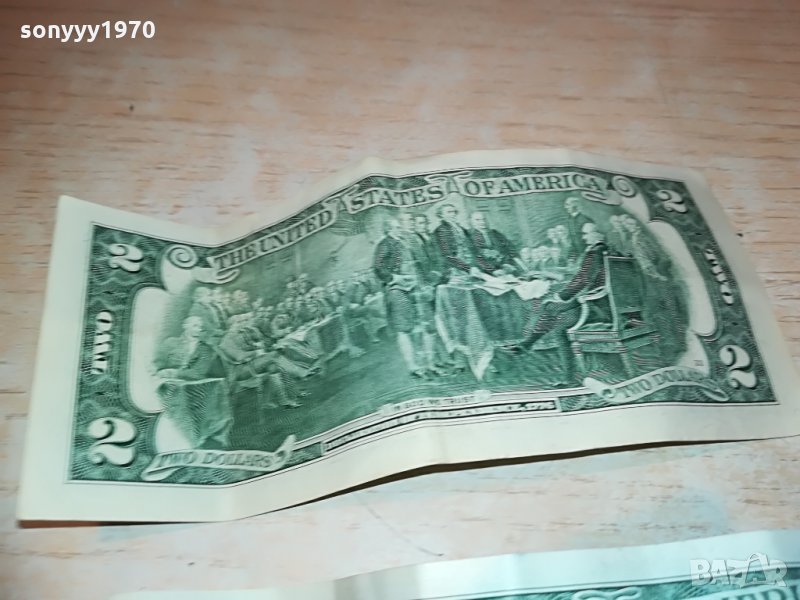 sonyyy1970
THE UNITED STATES OF AMERICA
2
2
TWO
TWO
2
2
IN GOD WE TRUST
TWO DOLLARS
TWO DOLLARS
BAZAR